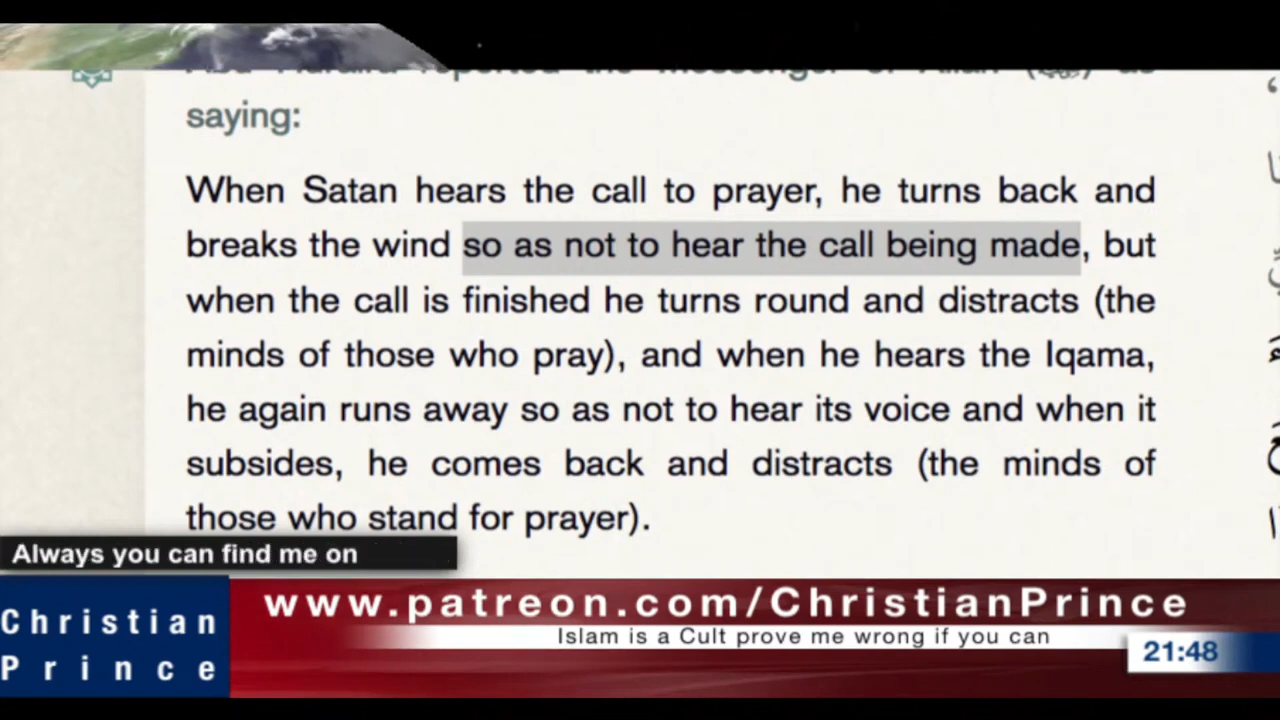 saying:
When Satan hears the call to prayer, he turns back and
breaks the wind so as not to hear the call being made, but
when the call is finished he turns round and distracts (the
minds of those who pray), and when he hears the Iqama,
he again runs away so as not to hear its voice and when it
subsides, he comes back and distracts (the minds of
those who stand for prayer).
Always you can find me on
Christian
Prince
www.patreon.com/ChristianPrince
Islam is a Cult prove me wrong if you can
21:48